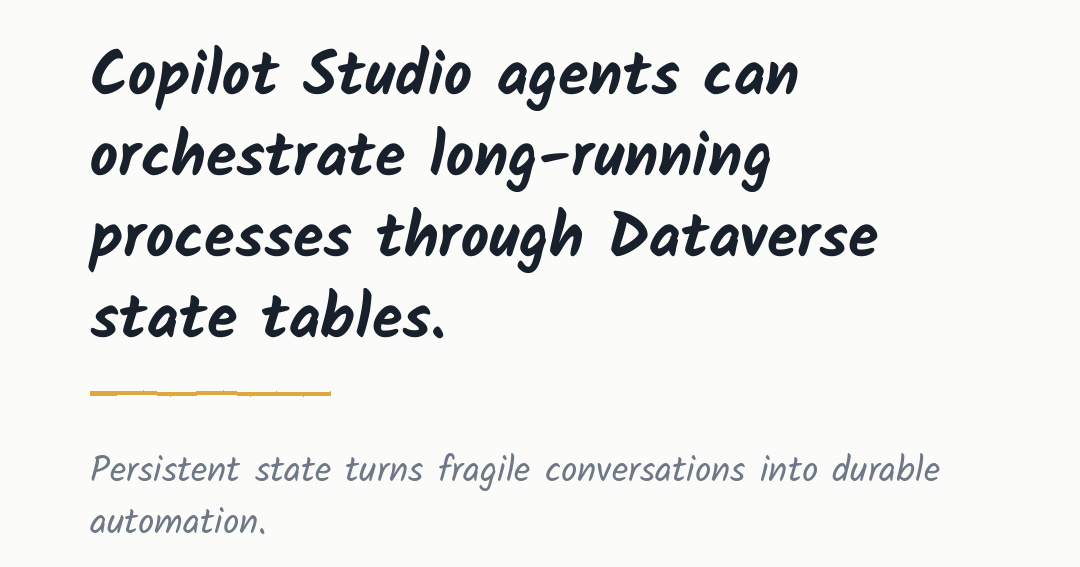 Copilot Studio agents can
orchestrate long-running
processes through Dataverse
state tables.
Persistent state turns fragile conversations into durable
automation.